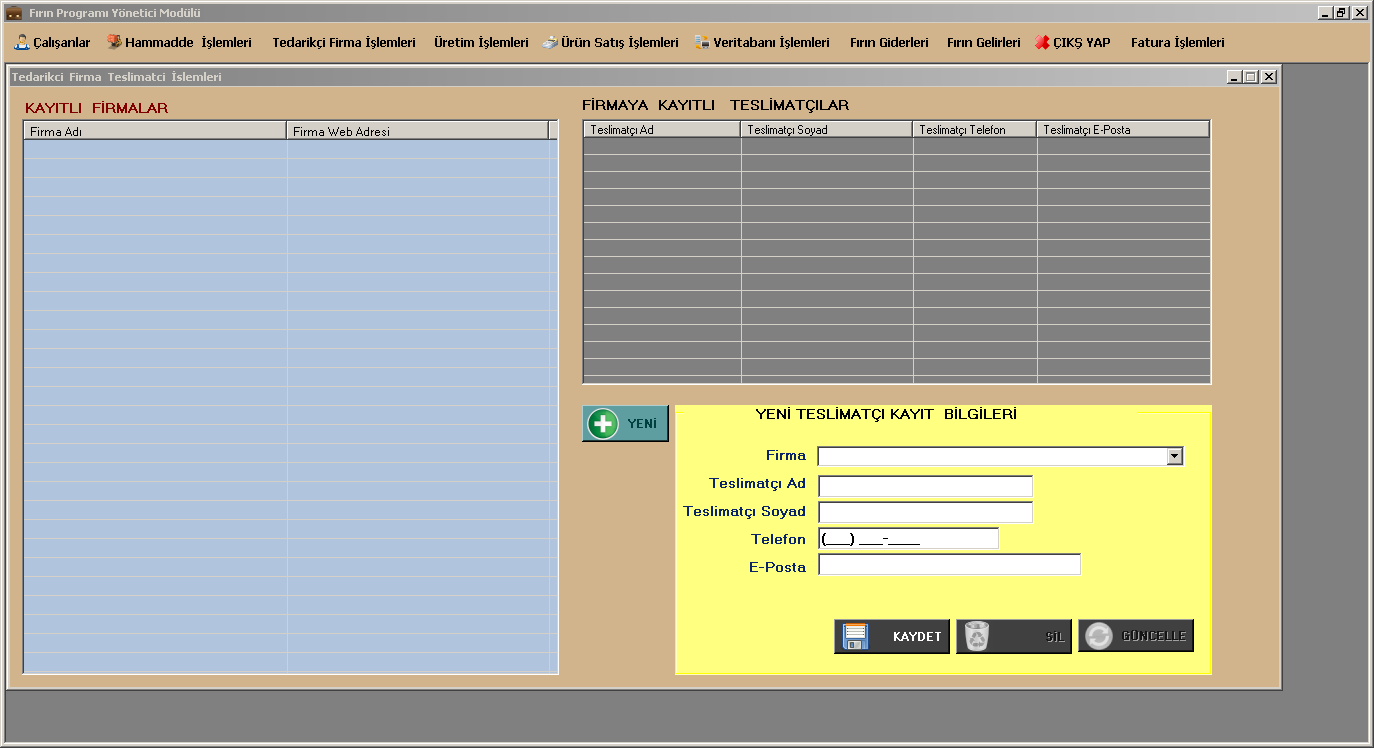 Fırın Programı Yönetici Modülü
Çalışanlar Hammadde İşlemleri Tedarikçi Firma İşlemleri Üretim İşlemleri Ürün Satış İşlemleri Veritabanı İşlemleri Fırın Giderleri Fırın Gelirleri ÇIKŞ YAP Fatura İşlemleri
Tedarikci Firma Teslimatci İslemleri
KAYITLI FİRMALAR
Firma Adı Firma Web Adresi
FİRMAYA KAYITLI TESLİMATÇILAR
Teslimatçı Ad Teslimatçı Soyad Teslimatçı Telefon Teslimatçı E-Posta
YENİ
YENİ TESLİMATÇI KAYIT BİLGİLERİ
Firma
Teslimatçı Ad
Teslimatçı Soyad
Telefon (___) ___-____
E-Posta
KAYDET SİL GÜNCELLE